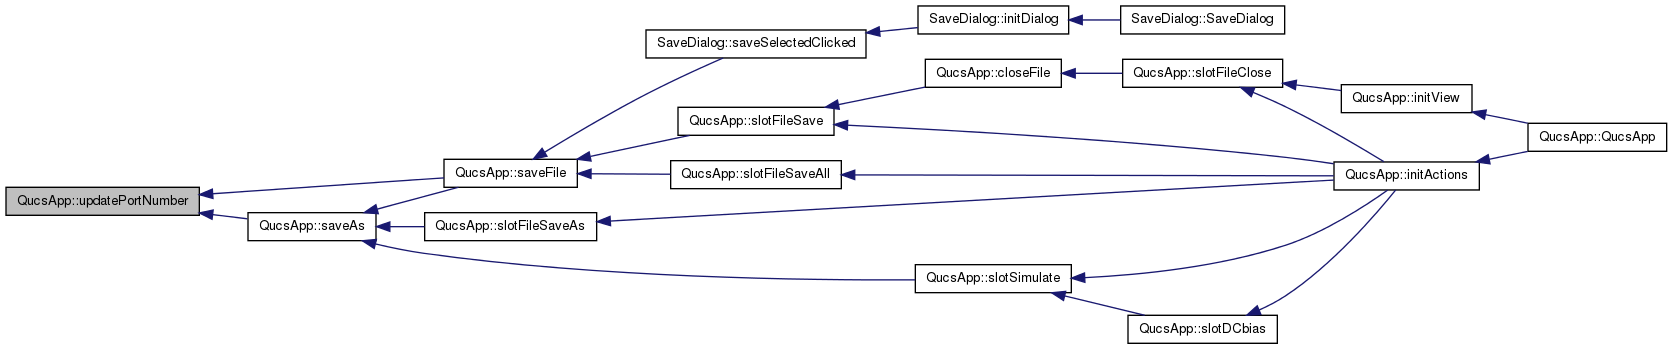 SaveDialog::initDialog
SaveDialog::SaveDialog
SaveDialog::saveSelectedClicked
QucsApp::closeFile
QucsApp::slotFileClose
QucsApp::initView
QucsApp::slotFileSave
QucsApp::QucsApp
QucsApp::saveFile
QucsApp::slotFileSaveAll
QucsApp::initActions
QucsApp::updatePortNumber
QucsApp::saveAs
QucsApp::slotFileSaveAs
QucsApp::slotSimulate
QucsApp::slotDCbias